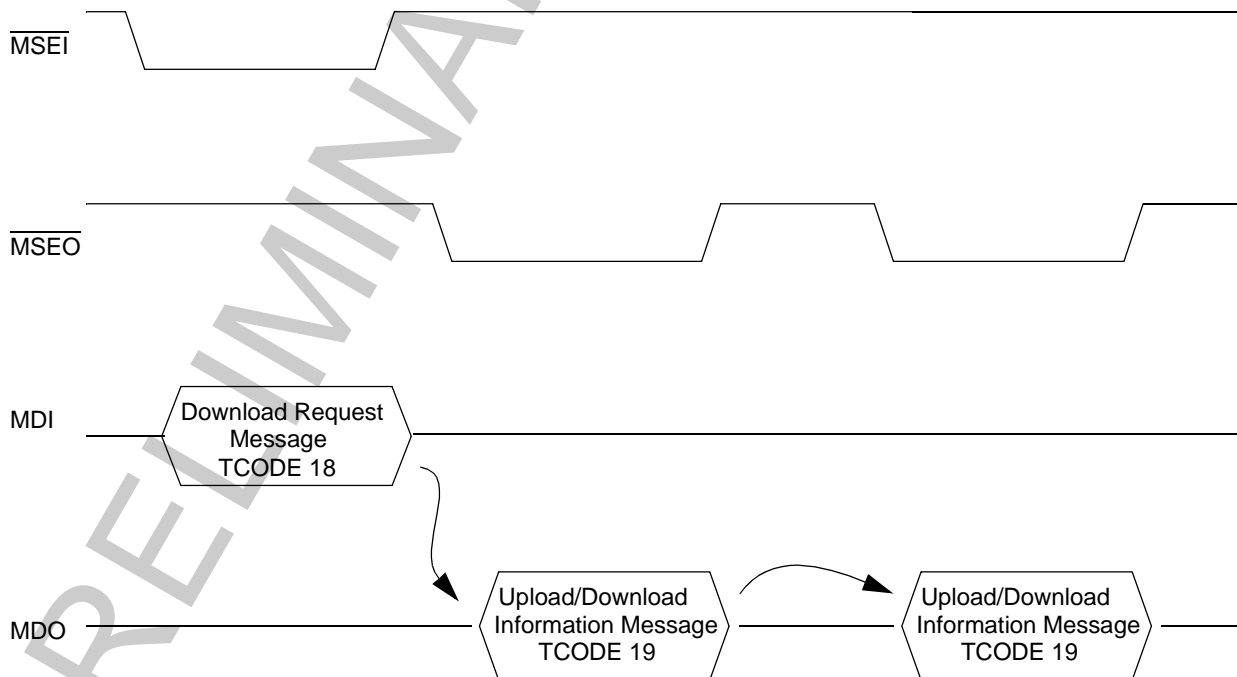 MSEI
MSEO
MDI
Download Request
Message
TCODE 18
MDO
Upload/Download
Information Message
TCODE 19
Upload/Download
Information Message
TCODE 19
RELIMINA